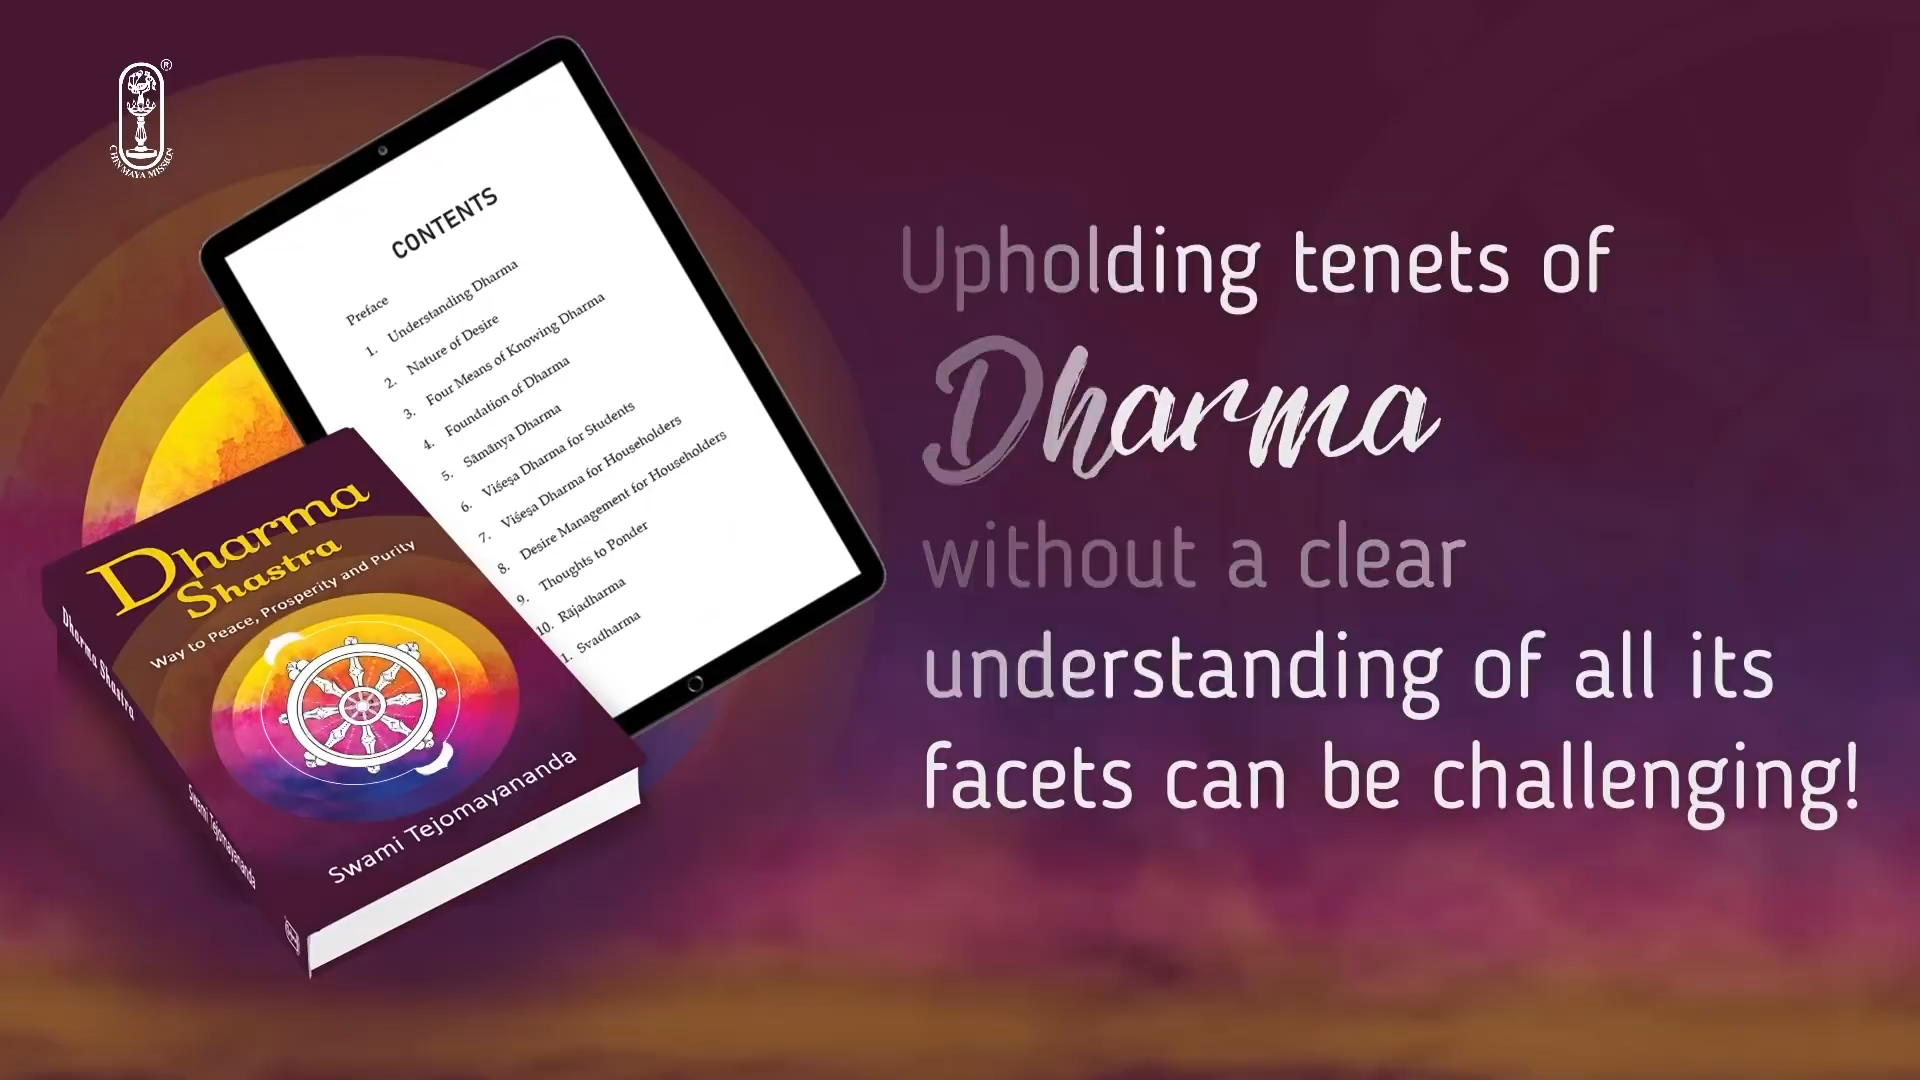 ®
CHINMAYA MISSION
CONTENTS
Preface
1. Understanding Dharma
2. Nature of Desire
3. Four Means of Knowing Dharma
4. Foundation of Dharma
5. Sāmānya Dharma
6. Viśeṣa Dharma for Students
7. Viśeṣa Dharma for Householders
8. Desire Management for Householders
9. Thoughts to Ponder
10. Rājadharma
1. Svadharma
Dharma
Shastra
Way to Peace, Prosperity and Purity
Swami Tejomayananda
Dharma Shastra
Swami Tejomayananda
Upholding tenets of
Dharma
without a clear
understanding of all its
facets can be challenging!